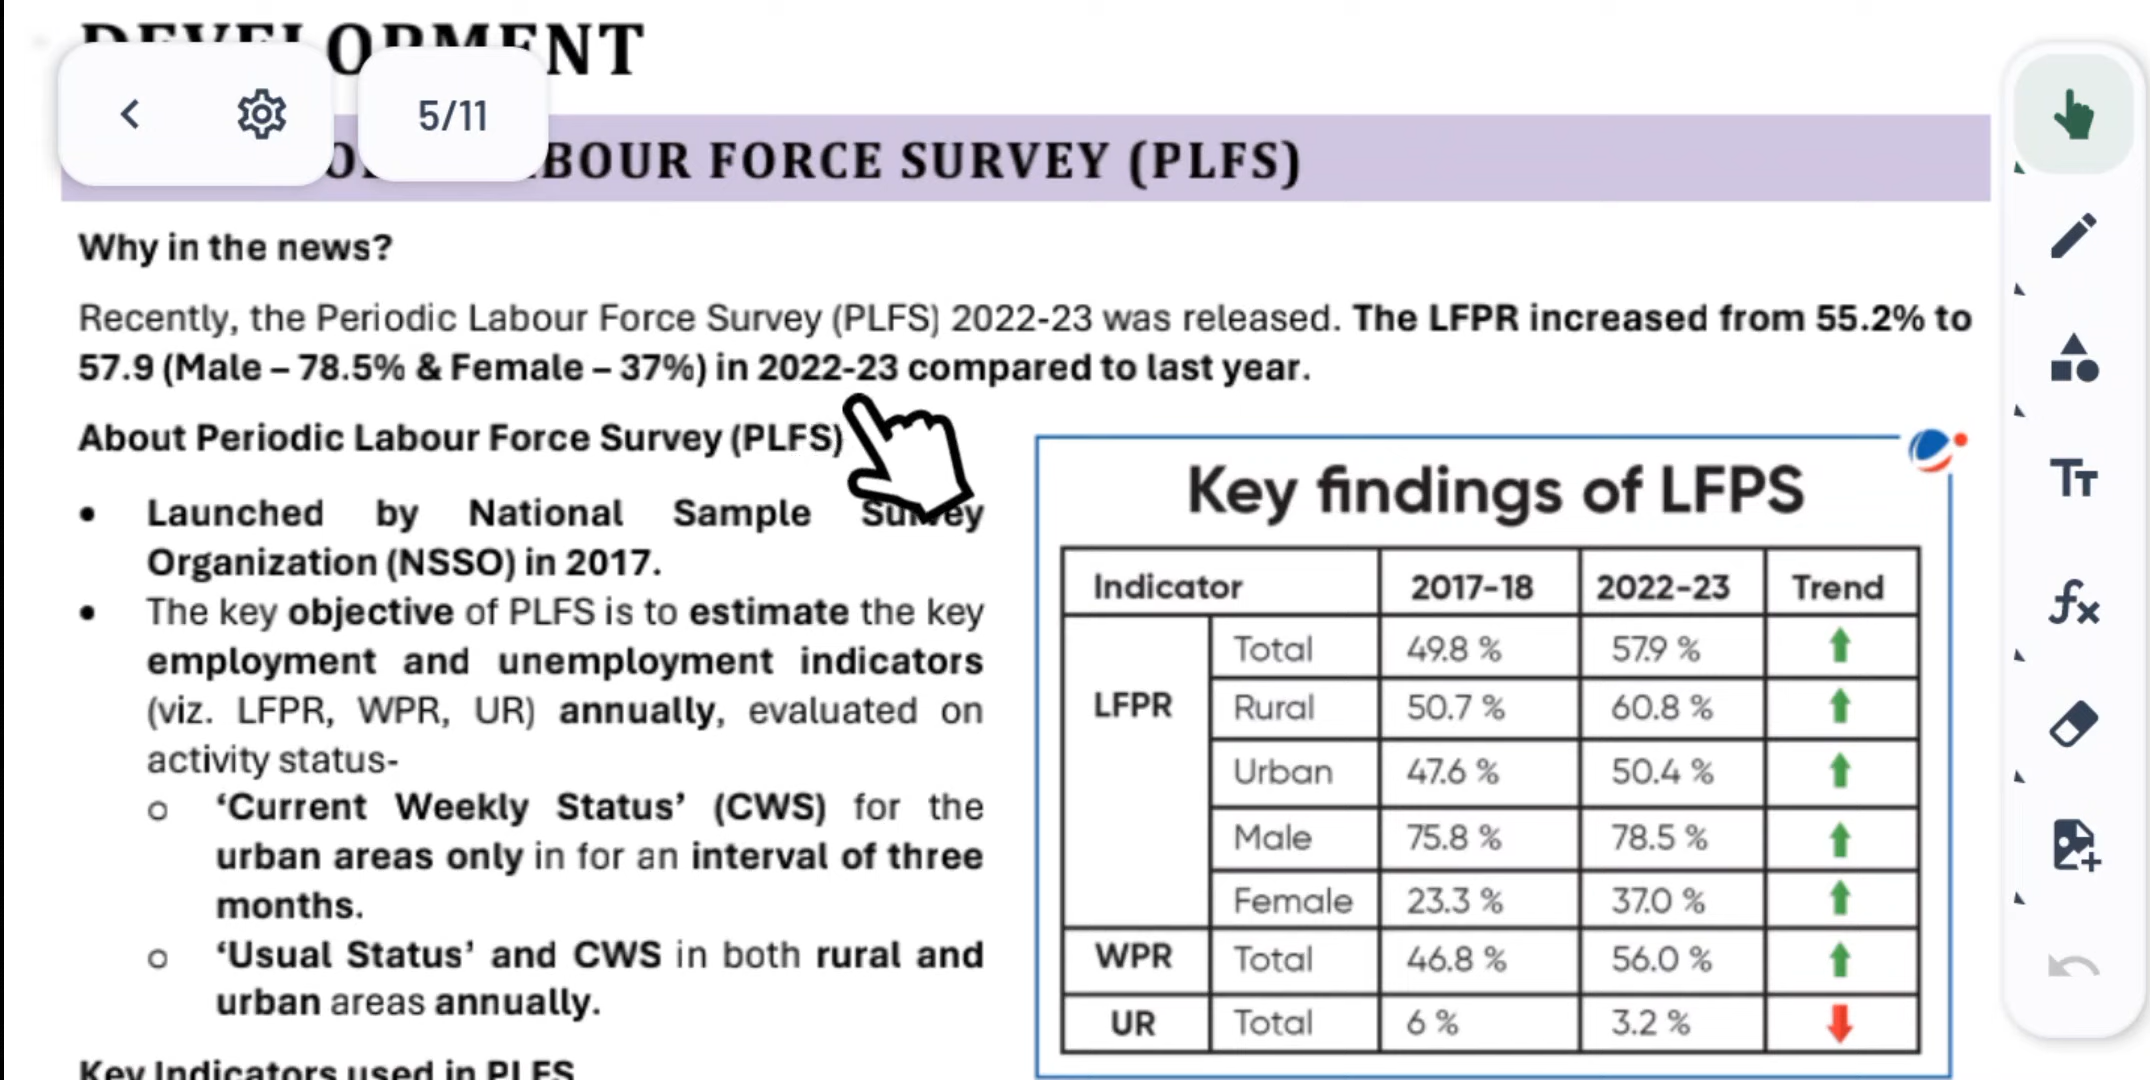 DEVELOPMENT
5/11
BOUR FORCE SURVEY (PLFS)
Why in the news?
Recently, the Periodic Labour Force Survey (PLFS) 2022-23 was released. The LFPR increased from 55.2% to
57.9 (Male – 78.5% & Female – 37%) in 2022-23 compared to last year.
About Periodic Labour Force Survey (PLFS)
• Launched by National Sample Survey
Organization (NSSO) in 2017.
• The key objective of PLFS is to estimate the key
employment and unemployment indicators
(viz. LFPR, WPR, UR) annually, evaluated on
activity status-
o ‘Current Weekly Status’ (CWS) for the
urban areas only in for an interval of three
months.
o ‘Usual Status’ and CWS in both rural and
urban areas annually.
Key Indicators used in PLFS
Key findings of LFPS
Indicator 2017-18 2022-23 Trend
LFPR
Total 49.8 % 57.9 %
Rural 50.7 % 60.8 %
Urban 47.6 % 50.4 %
Male 75.8 % 78.5 %
Female 23.3 % 37.0 %
WPR Total 46.8 % 56.0 %
UR Total 6 % 3.2 %
Tт
fx